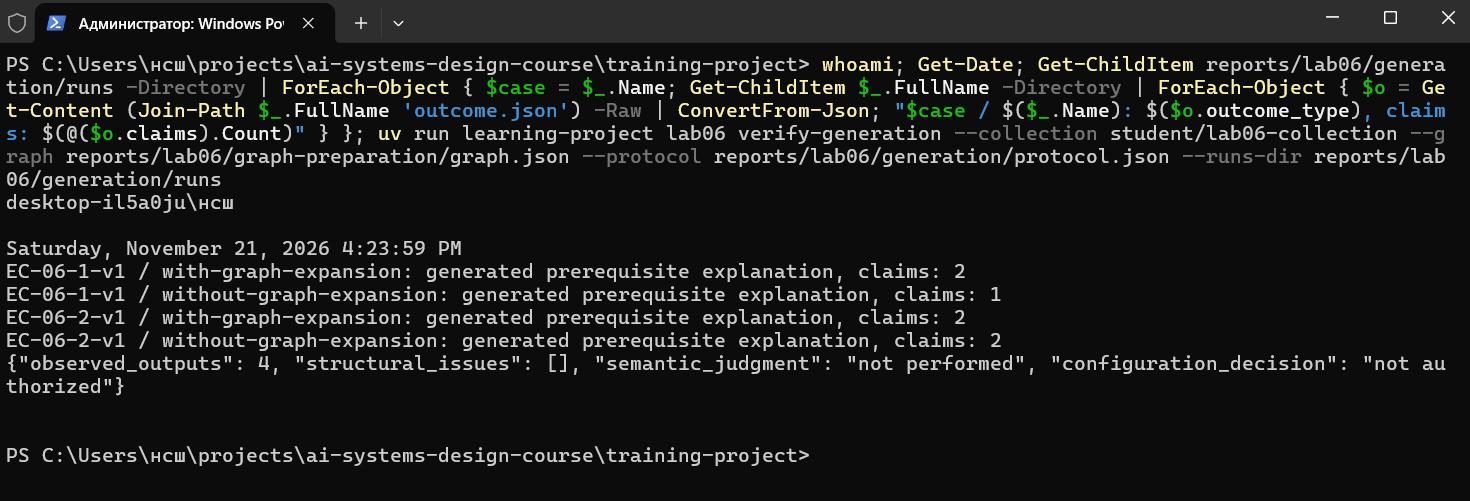 Администратор: Windows Po
PS C:\Users\нсш\projects\ai-systems-design-course\training-project> whoami; Get-Date; Get-ChildItem reports/lab06/genera
tion/runs -Directory | ForEach-Object { $case = $_.Name; Get-ChildItem $_.FullName -Directory | ForEach-Object { $o = Ge
t-Content (Join-Path $_.FullName 'outcome.json') -Raw | ConvertFrom-Json; "$case / $($_.Name): $($o.outcome_type), claim
s: $(@($o.claims).Count)" } }; uv run learning-project lab06 verify-generation --collection student/lab06-collection --g
raph reports/lab06/graph-preparation/graph.json --protocol reports/lab06/generation/protocol.json --runs-dir reports/lab
06/generation/runs
desktop-il5a0ju\нсш
Saturday, November 21, 2026 4:23:59 PM
EC-06-1-v1 / with-graph-expansion: generated prerequisite explanation, claims: 2
EC-06-1-v1 / without-graph-expansion: generated prerequisite explanation, claims: 1
EC-06-2-v1 / with-graph-expansion: generated prerequisite explanation, claims: 2
EC-06-2-v1 / without-graph-expansion: generated prerequisite explanation, claims: 2
{"observed_outputs": 4, "structural_issues": [], "semantic_judgment": "not performed", "configuration_decision": "not au
thorized"}
PS C:\Users\нсш\projects\ai-systems-design-course\training-project>